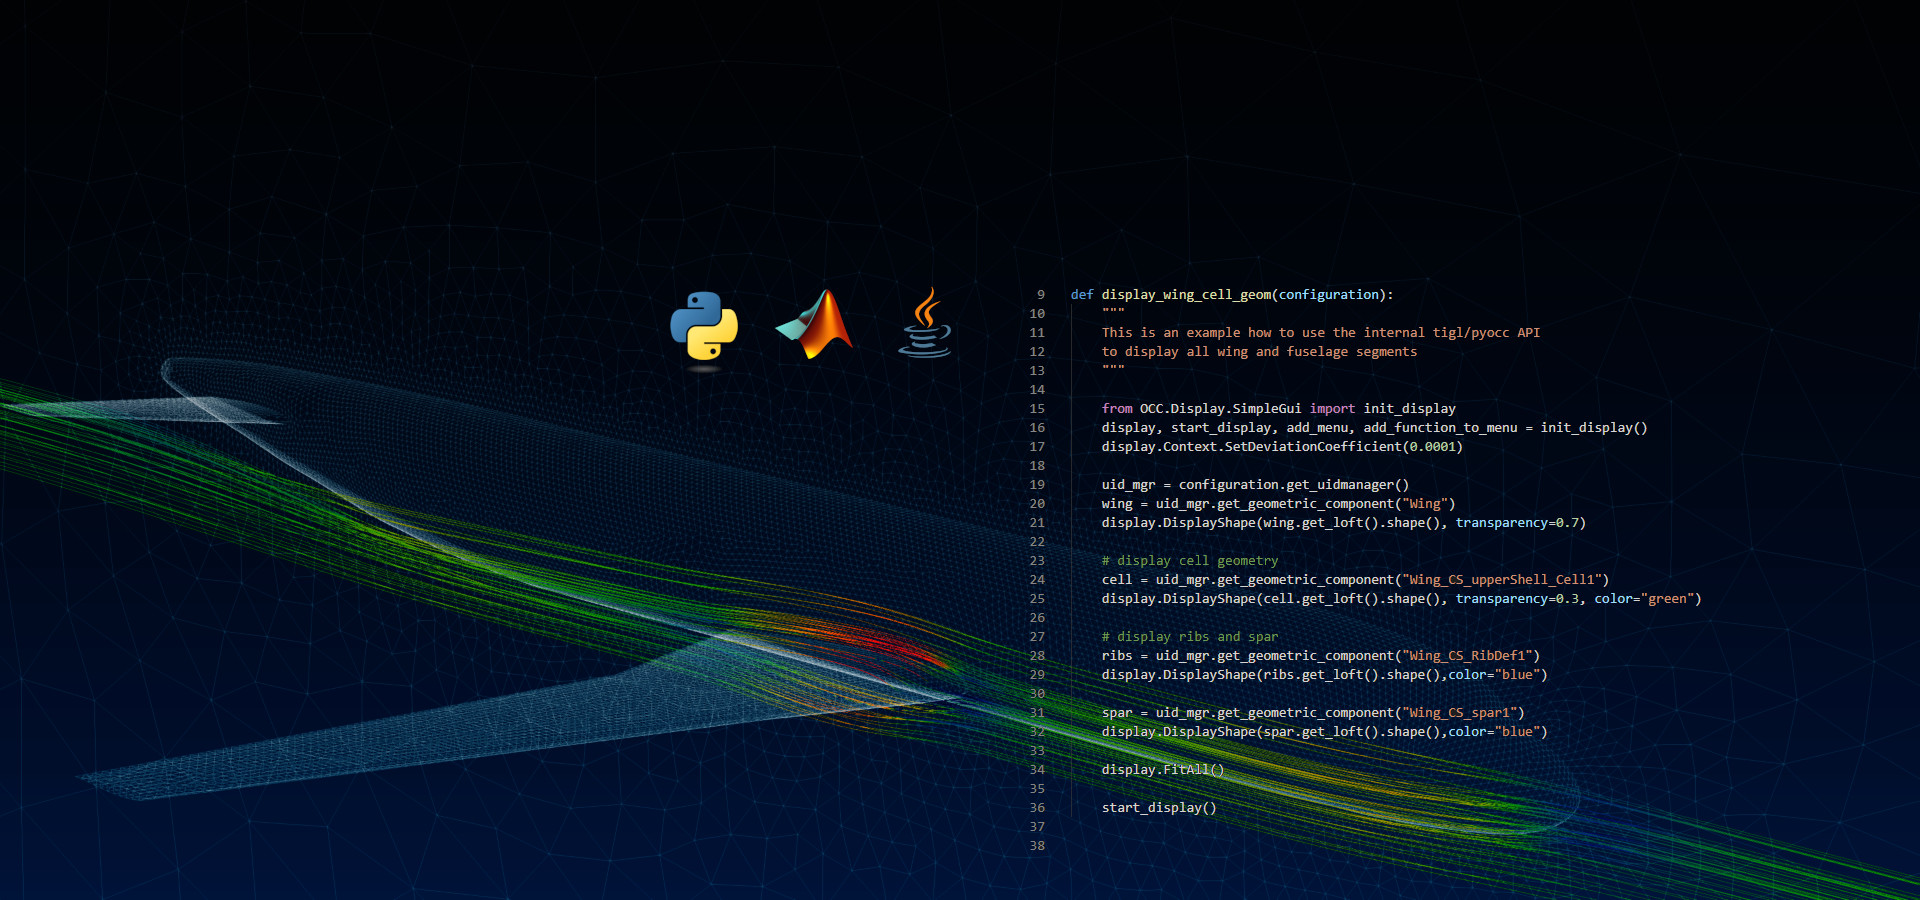 9 def display_wing_cell_geom(configuration):
10 """
11 This is an example how to use the internal tigl/pyocc API
12 to display all wing and fuselage segments
13 """
14
15 from OCC.Display.SimpleGui import init_display
16 display, start_display, add_menu, add_function_to_menu = init_display()
17 display.Context.SetDeviationCoefficient(0.0001)
18
19 uid_mgr = configuration.get_uidmanager()
20 wing = uid_mgr.get_geometric_component("Wing")
21 display.DisplayShape(wing.get_loft().shape(), transparency=0.7)
22
23 # display cell geometry
24 cell = uid_mgr.get_geometric_component("Wing_CS_upperShell_Cell1")
25 display.DisplayShape(cell.get_loft().shape(), transparency=0.3, color="green")
26
27 # display ribs and spar
28 ribs = uid_mgr.get_geometric_component("Wing_CS_RibDef1")
29 display.DisplayShape(ribs.get_loft().shape(),color="blue")
30
31 spar = uid_mgr.get_geometric_component("Wing_CS_spar1")
32 display.DisplayShape(spar.get_loft().shape(),color="blue")
33
34 display.FitAll()
35
36 start_display()
37
38